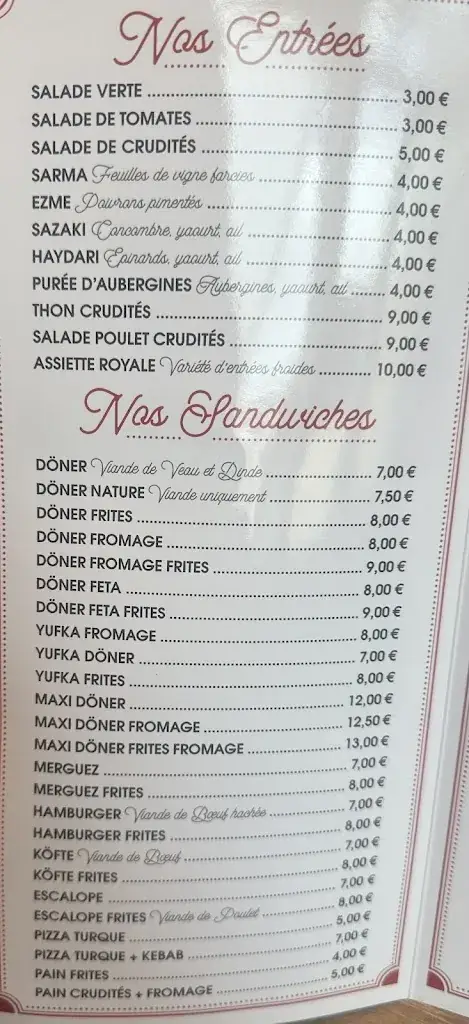 Nos Entrées
SALADE VERTE ........ 3,00 €
SALADE DE TOMATES ........ 3,00 €
SALADE DE CRUDITÉS ........ 5,00 €
SARMA Feuilles de vigne farcies ........ 4,00 €
EZME Poivrons pimentés ........ 4,00 €
SAZAKI Concombre, yaourt, ail ........ 4,00 €
HAYDARI Epinards, yaourt, ail ........ 4,00 €
PURÉE D'AUBERGINES Aubergines, yaourt, ail ........ 4,00 €
THON CRUDITÉS ........ 9,00 €
SALADE POULET CRUDITÉS ........ 9,00 €
ASSIETTE ROYALE Variété d'entrées froides ........ 10,00 €
Nos Sandwiches
DÖNER Viande de Veau et Dinde ........ 7,00 €
DÖNER NATURE Viande uniquement ........ 7,50 €
DÖNER FRITES ........ 8,00 €
DÖNER FROMAGE ........ 8,00 €
DÖNER FROMAGE FRITES ........ 9,00 €
DÖNER FETA ........ 8,00 €
DÖNER FETA FRITES ........ 9,00 €
YUFKA FROMAGE ........ 8,00 €
YUFKA DÖNER ........ 7,00 €
YUFKA FRITES ........ 8,00 €
MAXI DÖNER ........ 12,00 €
MAXI DÖNER FROMAGE ........ 12,50 €
MAXI DÖNER FRITES FROMAGE ........ 13,00 €
MERGUEZ ........ 7,00 €
MERGUEZ FRITES ........ 8,00 €
HAMBURGER Viande de Bœuf hachée ........ 7,00 €
HAMBURGER FRITES ........ 8,00 €
KÖFTE Viande de Bœuf ........ 7,00 €
KÖFTE FRITES ........ 8,00 €
ESCALOPE ........ 7,00 €
ESCALOPE FRITES Viande de Poulet ........ 8,00 €
PIZZA TURQUE ........ 5,00 €
PIZZA TURQUE + KEBAB ........ 7,00 €
PAIN FRITES ........ 4,00 €
PAIN CRUDITÉS + FROMAGE ........ 5,00 €